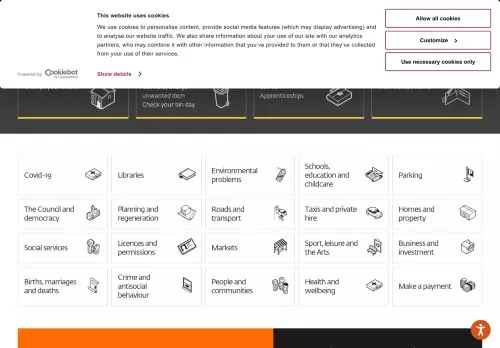 This website uses cookies
We use cookies to personalise content, provide social media features (which may display advertising) and
to analyse our website traffic. We also share information about your use of our site with our analytics
partners, who may combine it with other information that you've provided to them or that they've collected
from your use of their services.
Allow all cookies
Customize
Use necessary cookies only
Powered by Cookiebot
Show details
unwanted item
Check your bin day
Apprenticeships
Covid-19
Libraries
Environmental
problems
Schools,
education and
childcare
Parking
The Council and
democracy
Planning and
regeneration
Roads and
transport
Taxis and private
hire
Homes and
property
Social services
Licences and
permissions
Markets
Sport, leisure and
the Arts
Business and
investment
Births, marriages
and deaths
Crime and
antisocial
behaviour
People and
communities
Health and
wellbeing
Make a payment